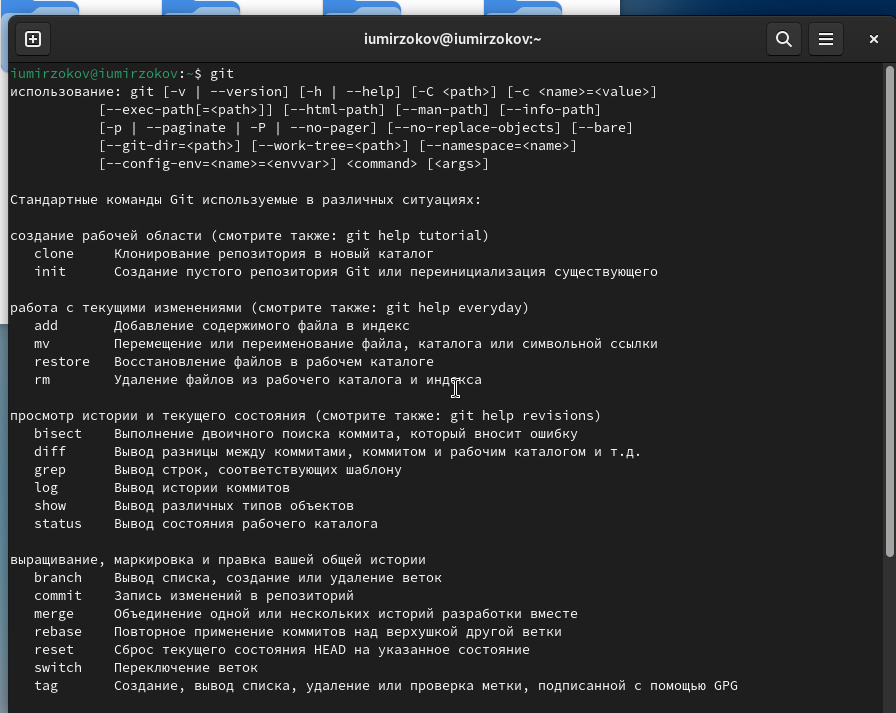 iumirzokov@iumirzokov:~
iumirzokov@iumirzokov:~$ git
использование: git [-v | --version] [-h | --help] [-C <path>] [-c <name>=<value>]
           [--exec-path[=<path>]] [--html-path] [--man-path] [--info-path]
           [-p | --paginate | -P | --no-pager] [--no-replace-objects] [--bare]
           [--git-dir=<path>] [--work-tree=<path>] [--namespace=<name>]
           [--config-env=<name>=<envvar>] <command> [<args>]
Стандартные команды Git используемые в различных ситуациях:
создание рабочей области (смотрите также: git help tutorial)
   clone     Клонирование репозитория в новый каталог
   init      Создание пустого репозитория Git или переинициализация существующего
работа с текущими изменениями (смотрите также: git help everyday)
   add       Добавление содержимого файла в индекс
   mv        Перемещение или переименование файла, каталога или символьной ссылки
   restore   Восстановление файлов в рабочем каталоге
   rm        Удаление файлов из рабочего каталога и индекса
просмотр истории и текущего состояния (смотрите также: git help revisions)
   bisect    Выполнение двоичного поиска коммита, который вносит ошибку
   diff      Вывод разницы между коммитами, коммитом и рабочим каталогом и т.д.
   grep      Вывод строк, соответствующих шаблону
   log       Вывод истории коммитов
   show      Вывод различных типов объектов
   status    Вывод состояния рабочего каталога
выращивание, маркировка и правка вашей общей истории
   branch    Вывод списка, создание или удаление веток
   commit    Запись изменений в репозиторий
   merge     Объединение одной или нескольких историй разработки вместе
   rebase    Повторное применение коммитов над верхушкой другой ветки
   reset     Сброс текущего состояния HEAD на указанное состояние
   switch    Переключение веток
   tag       Создание, вывод списка, удаление или проверка метки, подписанной с помощью GPG